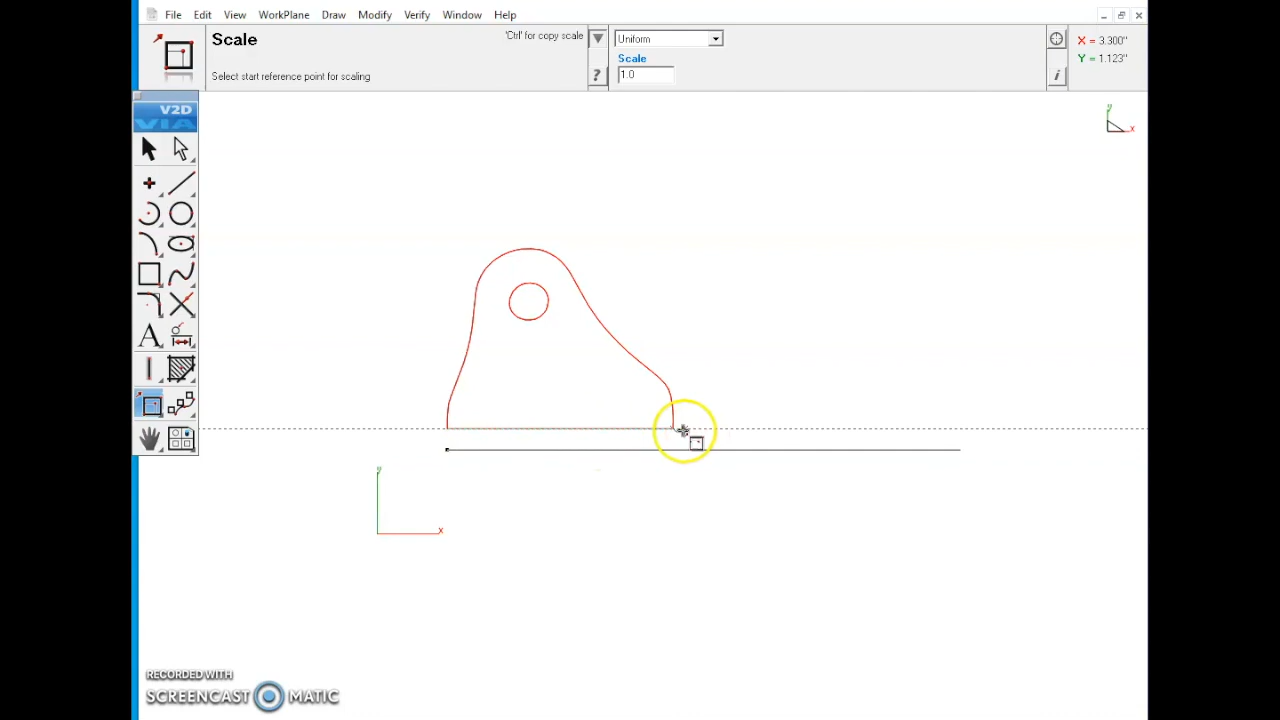 File Edit View WorkPlane Draw Modify Verify Window Help
Scale
'Ctrl' for copy scale
Select start reference point for scaling
?
Uniform
Scale
1.0
i
X = 3.300"
Y = 1.123"
V2D
VIA
A
y
x
y
x
RECORDED WITH
SCREENCAST MATIC